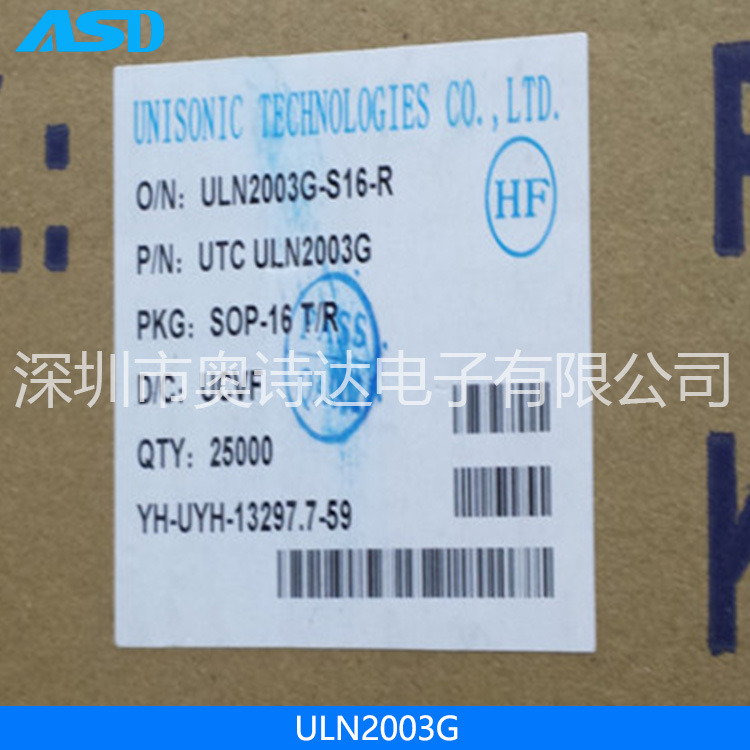 ASD
UNISONIC TECHNOLOGIES CO.,LTD.
HF
O/N: ULN2003G-S16-R
P/N: UTC ULN2003G
PKG: SOP-16 T/R
PASS
深圳市奥诗达电子有限公司
D/C:
QTY: 25000
YH-UYH-13297.7-59
ULN2003G